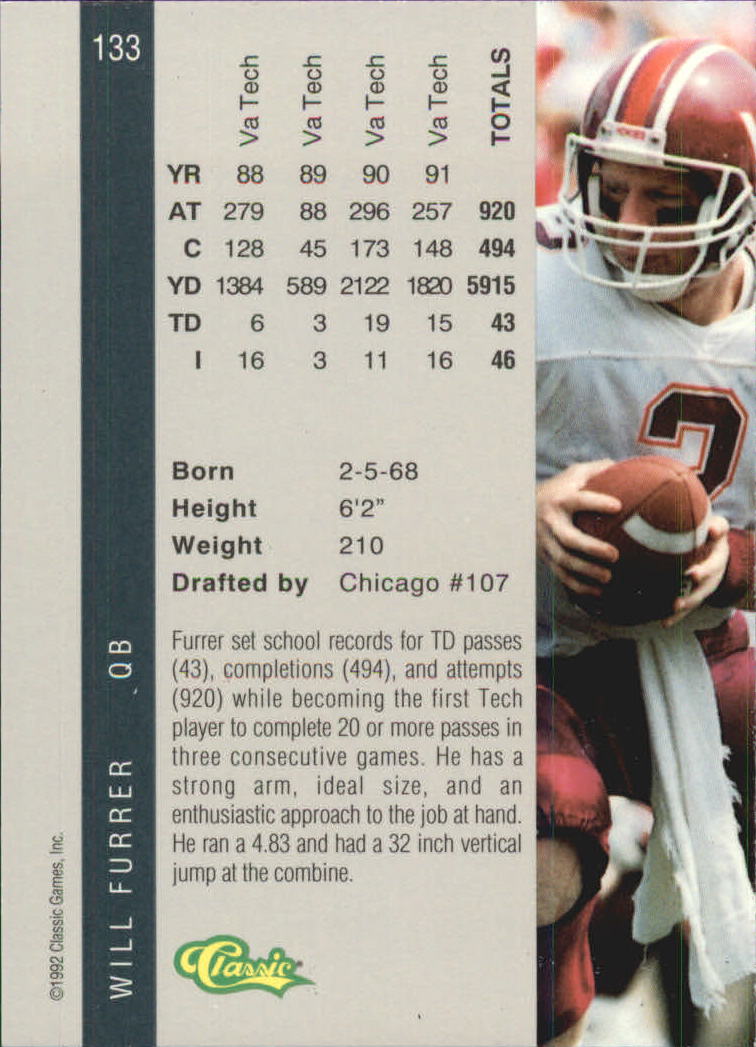 133
Va Tech Va Tech Va Tech Va Tech TOTALS
YR 88 89 90 91
AT 279 88 296 257 920
C 128 45 173 148 494
YD 1384 589 2122 1820 5915
TD 6 3 19 15 43
I 16 3 11 16 46
Born 2-5-68
Height 6'2"
Weight 210
Drafted by Chicago #107
Furrer set school records for TD passes
(43), completions (494), and attempts
(920) while becoming the first Tech
player to complete 20 or more passes in
three consecutive games. He has a
strong arm, ideal size, and an
enthusiastic approach to the job at hand.
He ran a 4.83 and had a 32 inch vertical
jump at the combine.
Classic
WILL FURRER QB
©1992 Classic Games, Inc.
2